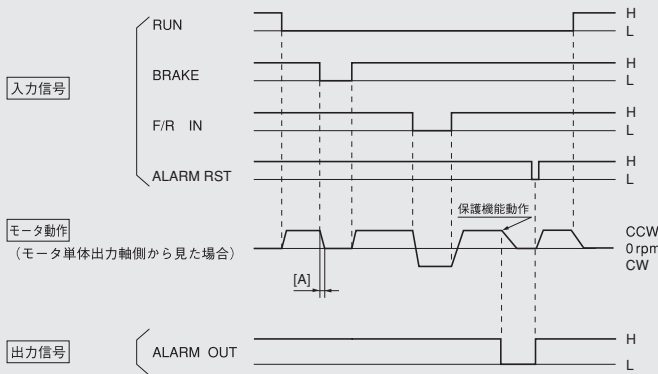 RUN
H
L
BRAKE
H
L
入力信号
F/R IN
H
L
ALARM RST
H
L
保護機能動作
モータ動作
CCW
(モータ単体出力軸側から見た場合)
0 rpm
CW
[A]
出力信号
ALARM OUT
H
L